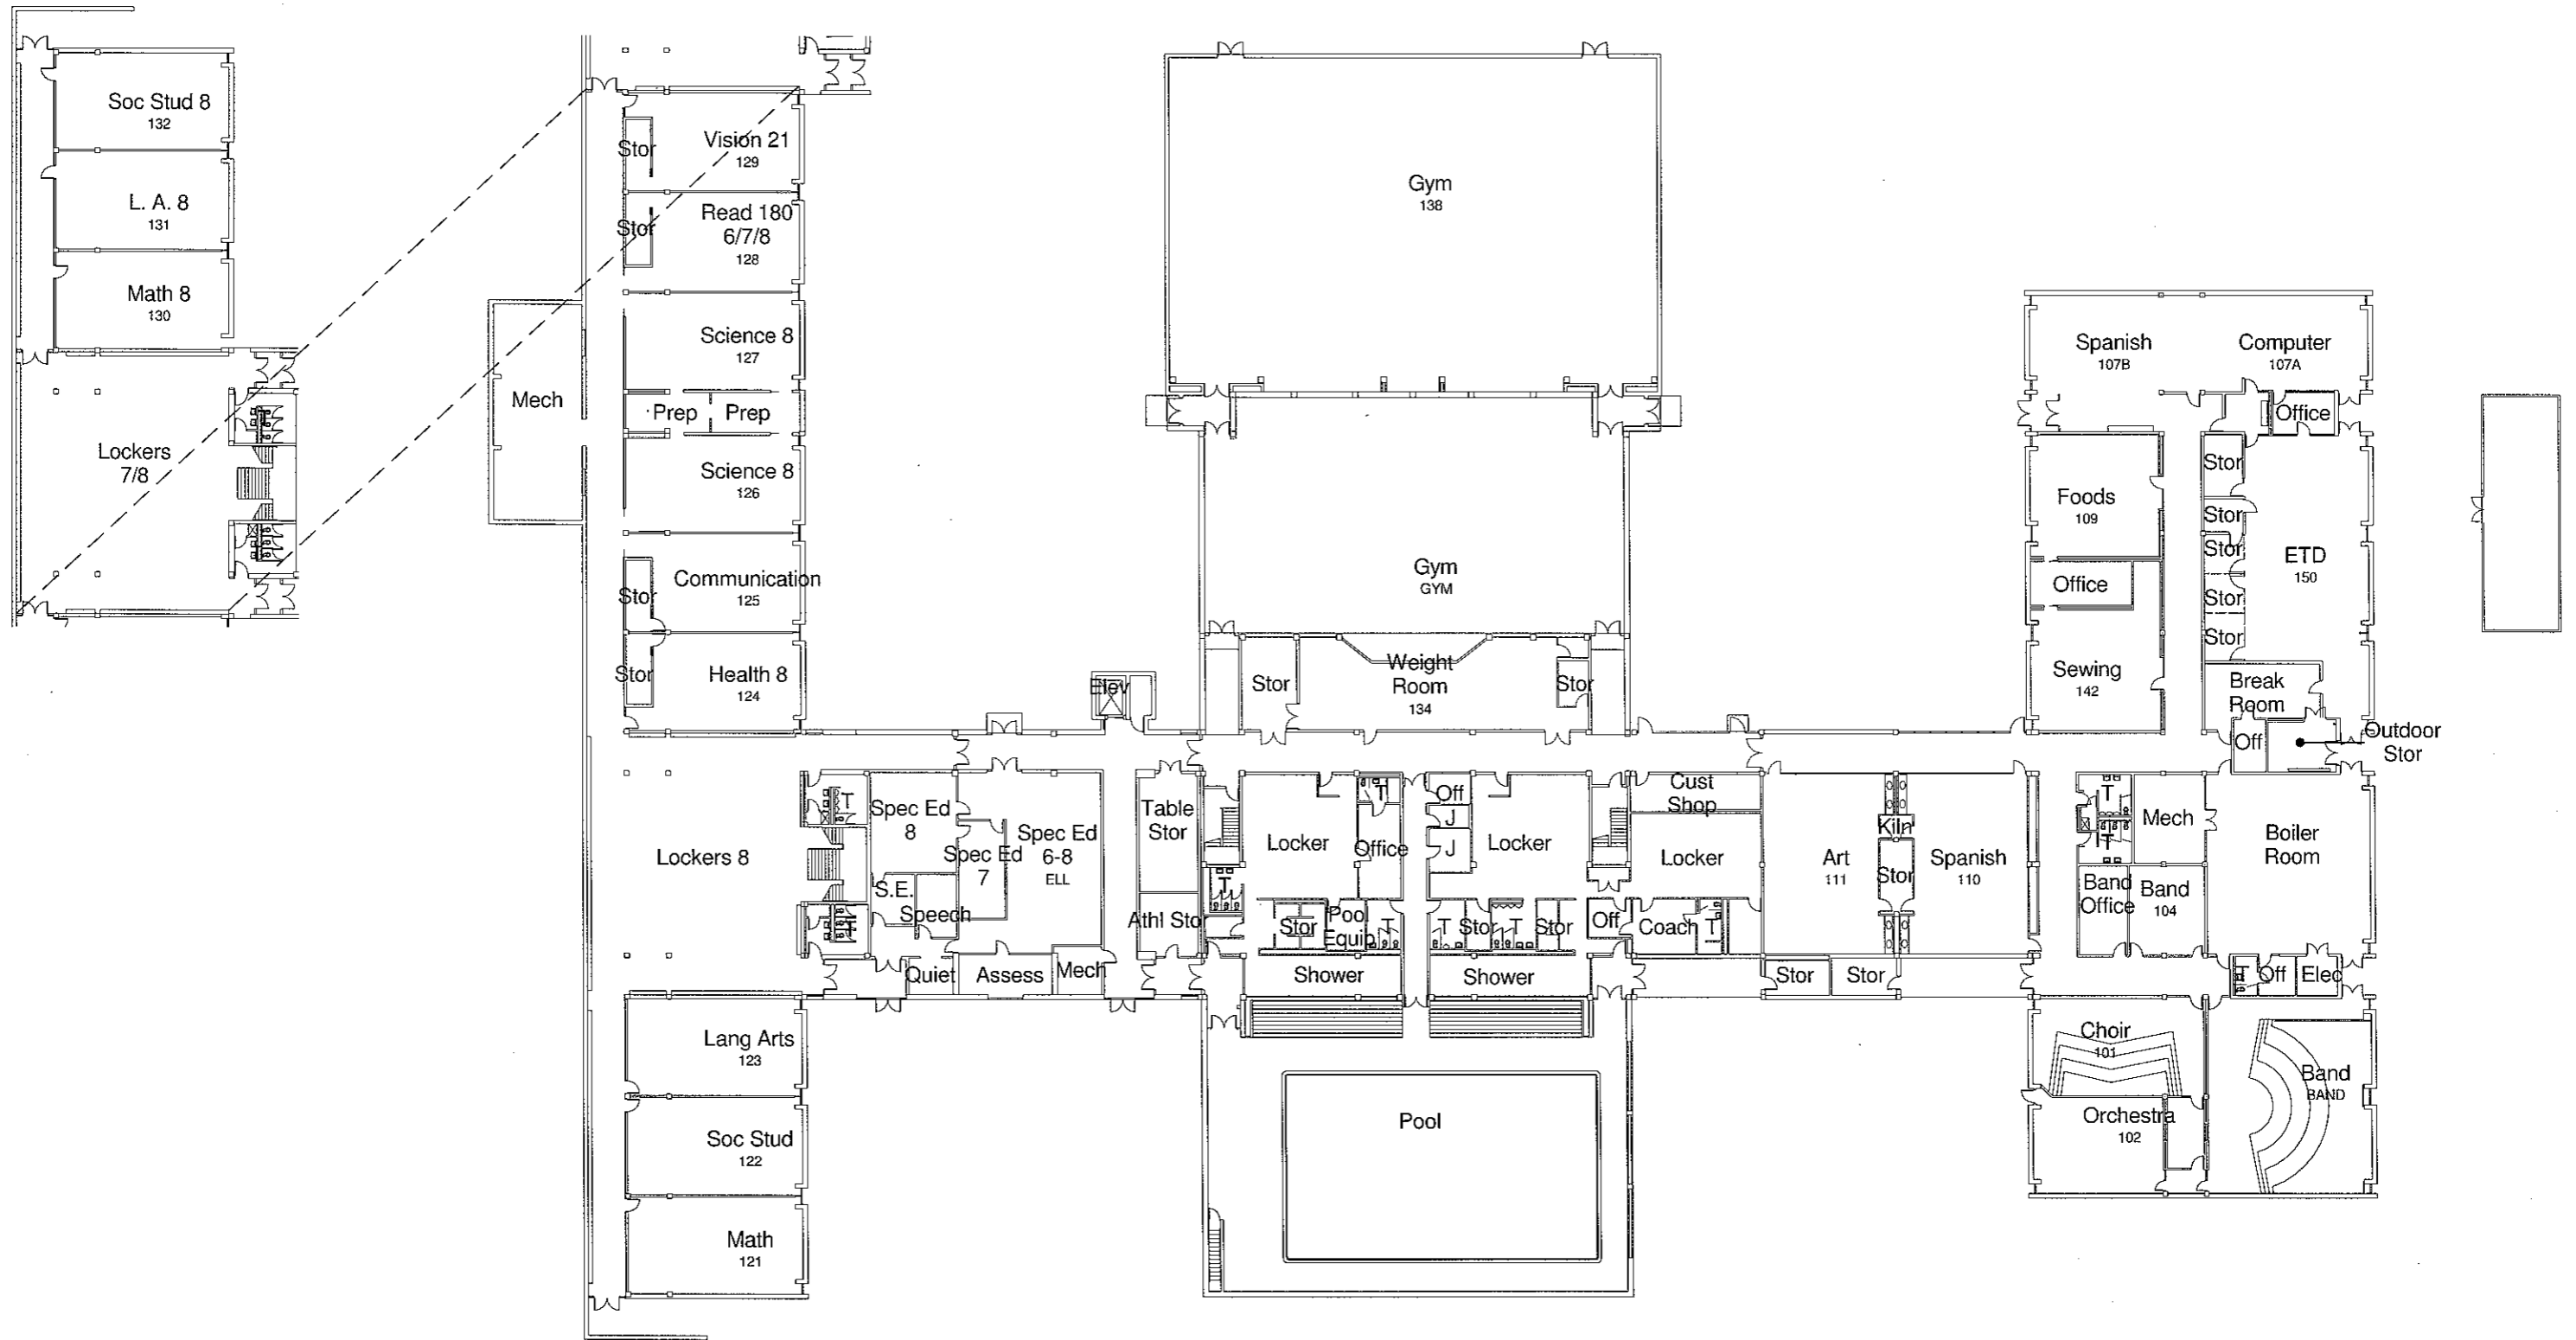 Soc Stud 8
132
L. A. 8
131
Math 8
130
Lockers
7/8
Mech
Stor
Vision 21
129
Stor
Read 180
6/7/8
128
Science 8
127
Prep
Prep
Science 8
126
Stor
Communication
125
Stor
Health 8
124
Elev
Gym
138
Gym
GYM
Stor
Weight
Room
134
Stor
Spanish
107B
Computer
107A
Office
Foods
109
Office
Sewing
142
Stor
Stor
Stor
Stor
Stor
ETD
150
Break
Room
Off
Outdoor
Stor
Lockers 8
T
T
Spec Ed
8
Spec Ed
7
Spec Ed
6-8
ELL
S.E.
Speech
Quiet
Assess
Mech
Table
Stor
Athl Stor
Locker
T
Office
T
Stor
Pool
Equip
T
Shower
Off
J
J
Locker
T
Stor
T
Stor
Off
Shower
Cust
Shop
Locker
Coach
T
Art
111
Kiln
Stor
Spanish
110
Stor
Stor
T
T
Mech
Boiler
Room
Band
Office
Band
104
T
Off
Elec
Lang Arts
123
Soc Stud
122
Math
121
Pool
Choir
101
Orchestra
102
Band
BAND